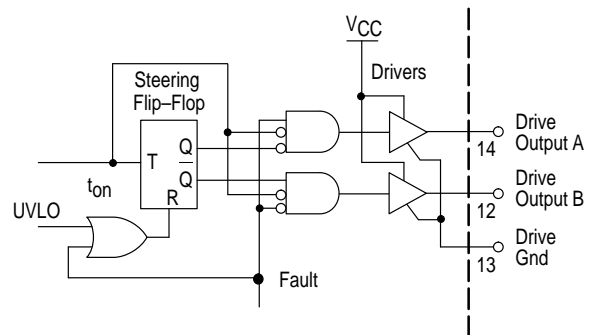 VCC
Steering
Flip–Flop
Drivers
T
Q
Q
R
ton
UVLO
Fault
14
Drive
Output A
12
Drive
Output B
13
Drive
Gnd